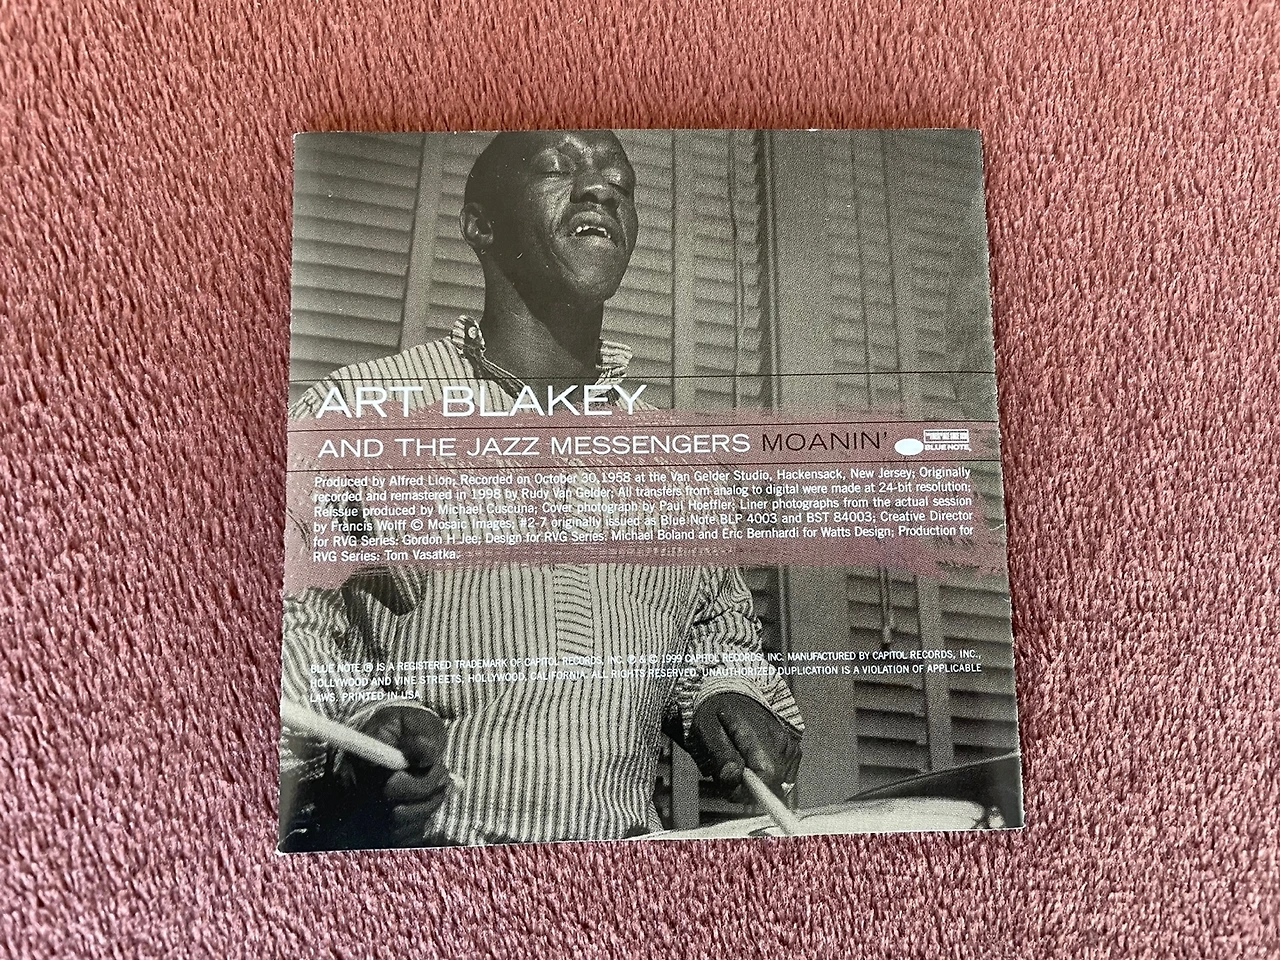 ART BLAKEY
AND THE JAZZ MESSENGERS MOANIN'
BLUE NOTE
Produced by Alfred Lion; Recorded on October 30, 1958 at the Van Gelder Studio, Hackensack, New Jersey; Originally
recorded and remastered in 1998 by Rudy Van Gelder; All transfers from analog to digital were made at 24-bit resolution;
Reissue produced by Michael Cuscuna; Cover photograph by Paul Hoeffler; Liner photographs from the actual session
by Francis Wolff © Mosaic Images; #2-7 originally issued as Blue Note BLP 4003 and BST 84003; Creative Director
for RVG Series: Gordon H Jee; Design for RVG Series: Michael Boland and Eric Bernhardi for Watts Design; Production for
RVG Series: Tom Vasatka.
BLUE NOTE ® IS A REGISTERED TRADEMARK OF CAPITOL RECORDS, INC. ℗ & © 1999 CAPITOL RECORDS, INC. MANUFACTURED BY CAPITOL RECORDS, INC.,
HOLLYWOOD AND VINE STREETS, HOLLYWOOD, CALIFORNIA. ALL RIGHTS RESERVED. UNAUTHORIZED DUPLICATION IS A VIOLATION OF APPLICABLE
LAWS. PRINTED IN USA